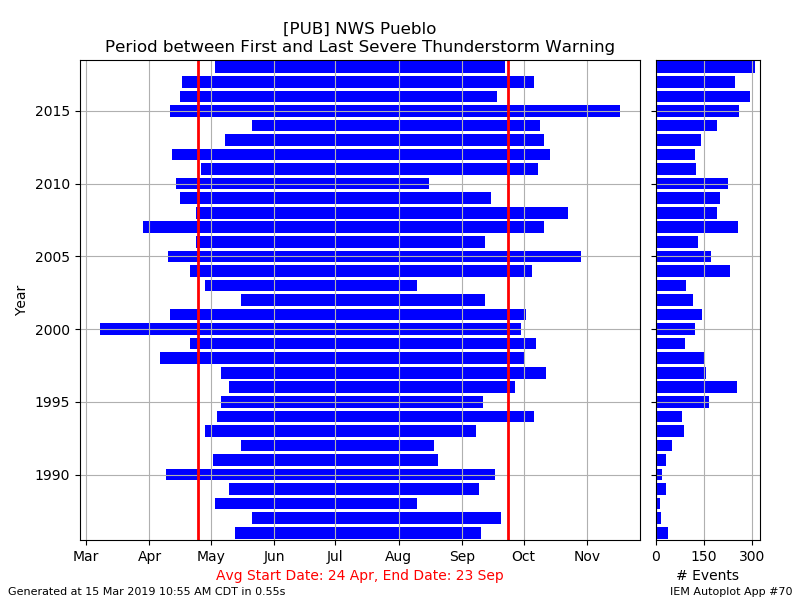 [PUB] NWS Pueblo
Period between First and Last Severe Thunderstorm Warning
Year
2015
2010
2005
2000
1995
1990
Mar Apr May Jun Jul Aug Sep Oct Nov
0 150 300
Avg Start Date: 24 Apr, End Date: 23 Sep
# Events
Generated at 15 Mar 2019 10:55 AM CDT in 0.55s
IEM Autoplot App #70